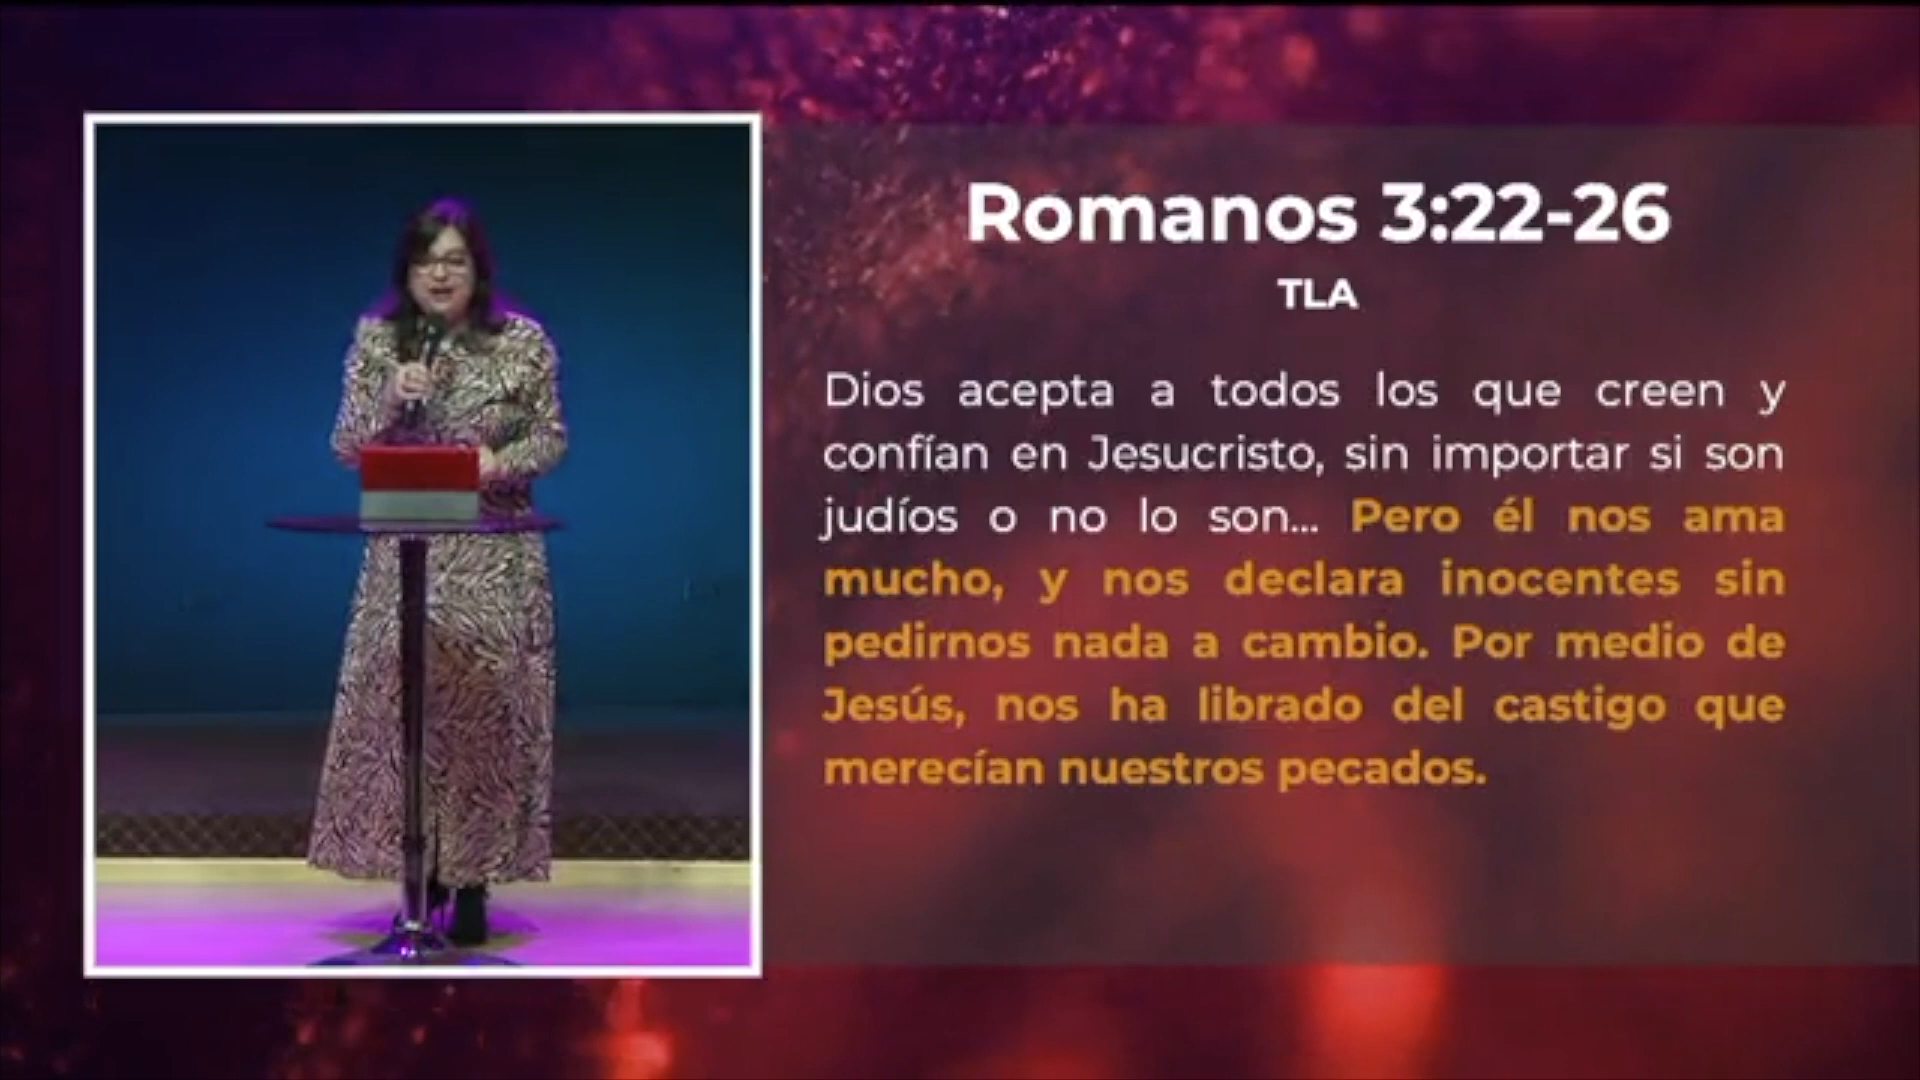 Romanos 3:22-26
TLA
Dios acepta a todos los que creen y
confían en Jesucristo, sin importar si son
judíos o no lo son... Pero él nos ama
mucho, y nos declara inocentes sin
pedirnos nada a cambio. Por medio de
Jesús, nos ha librado del castigo que
merecían nuestros pecados.